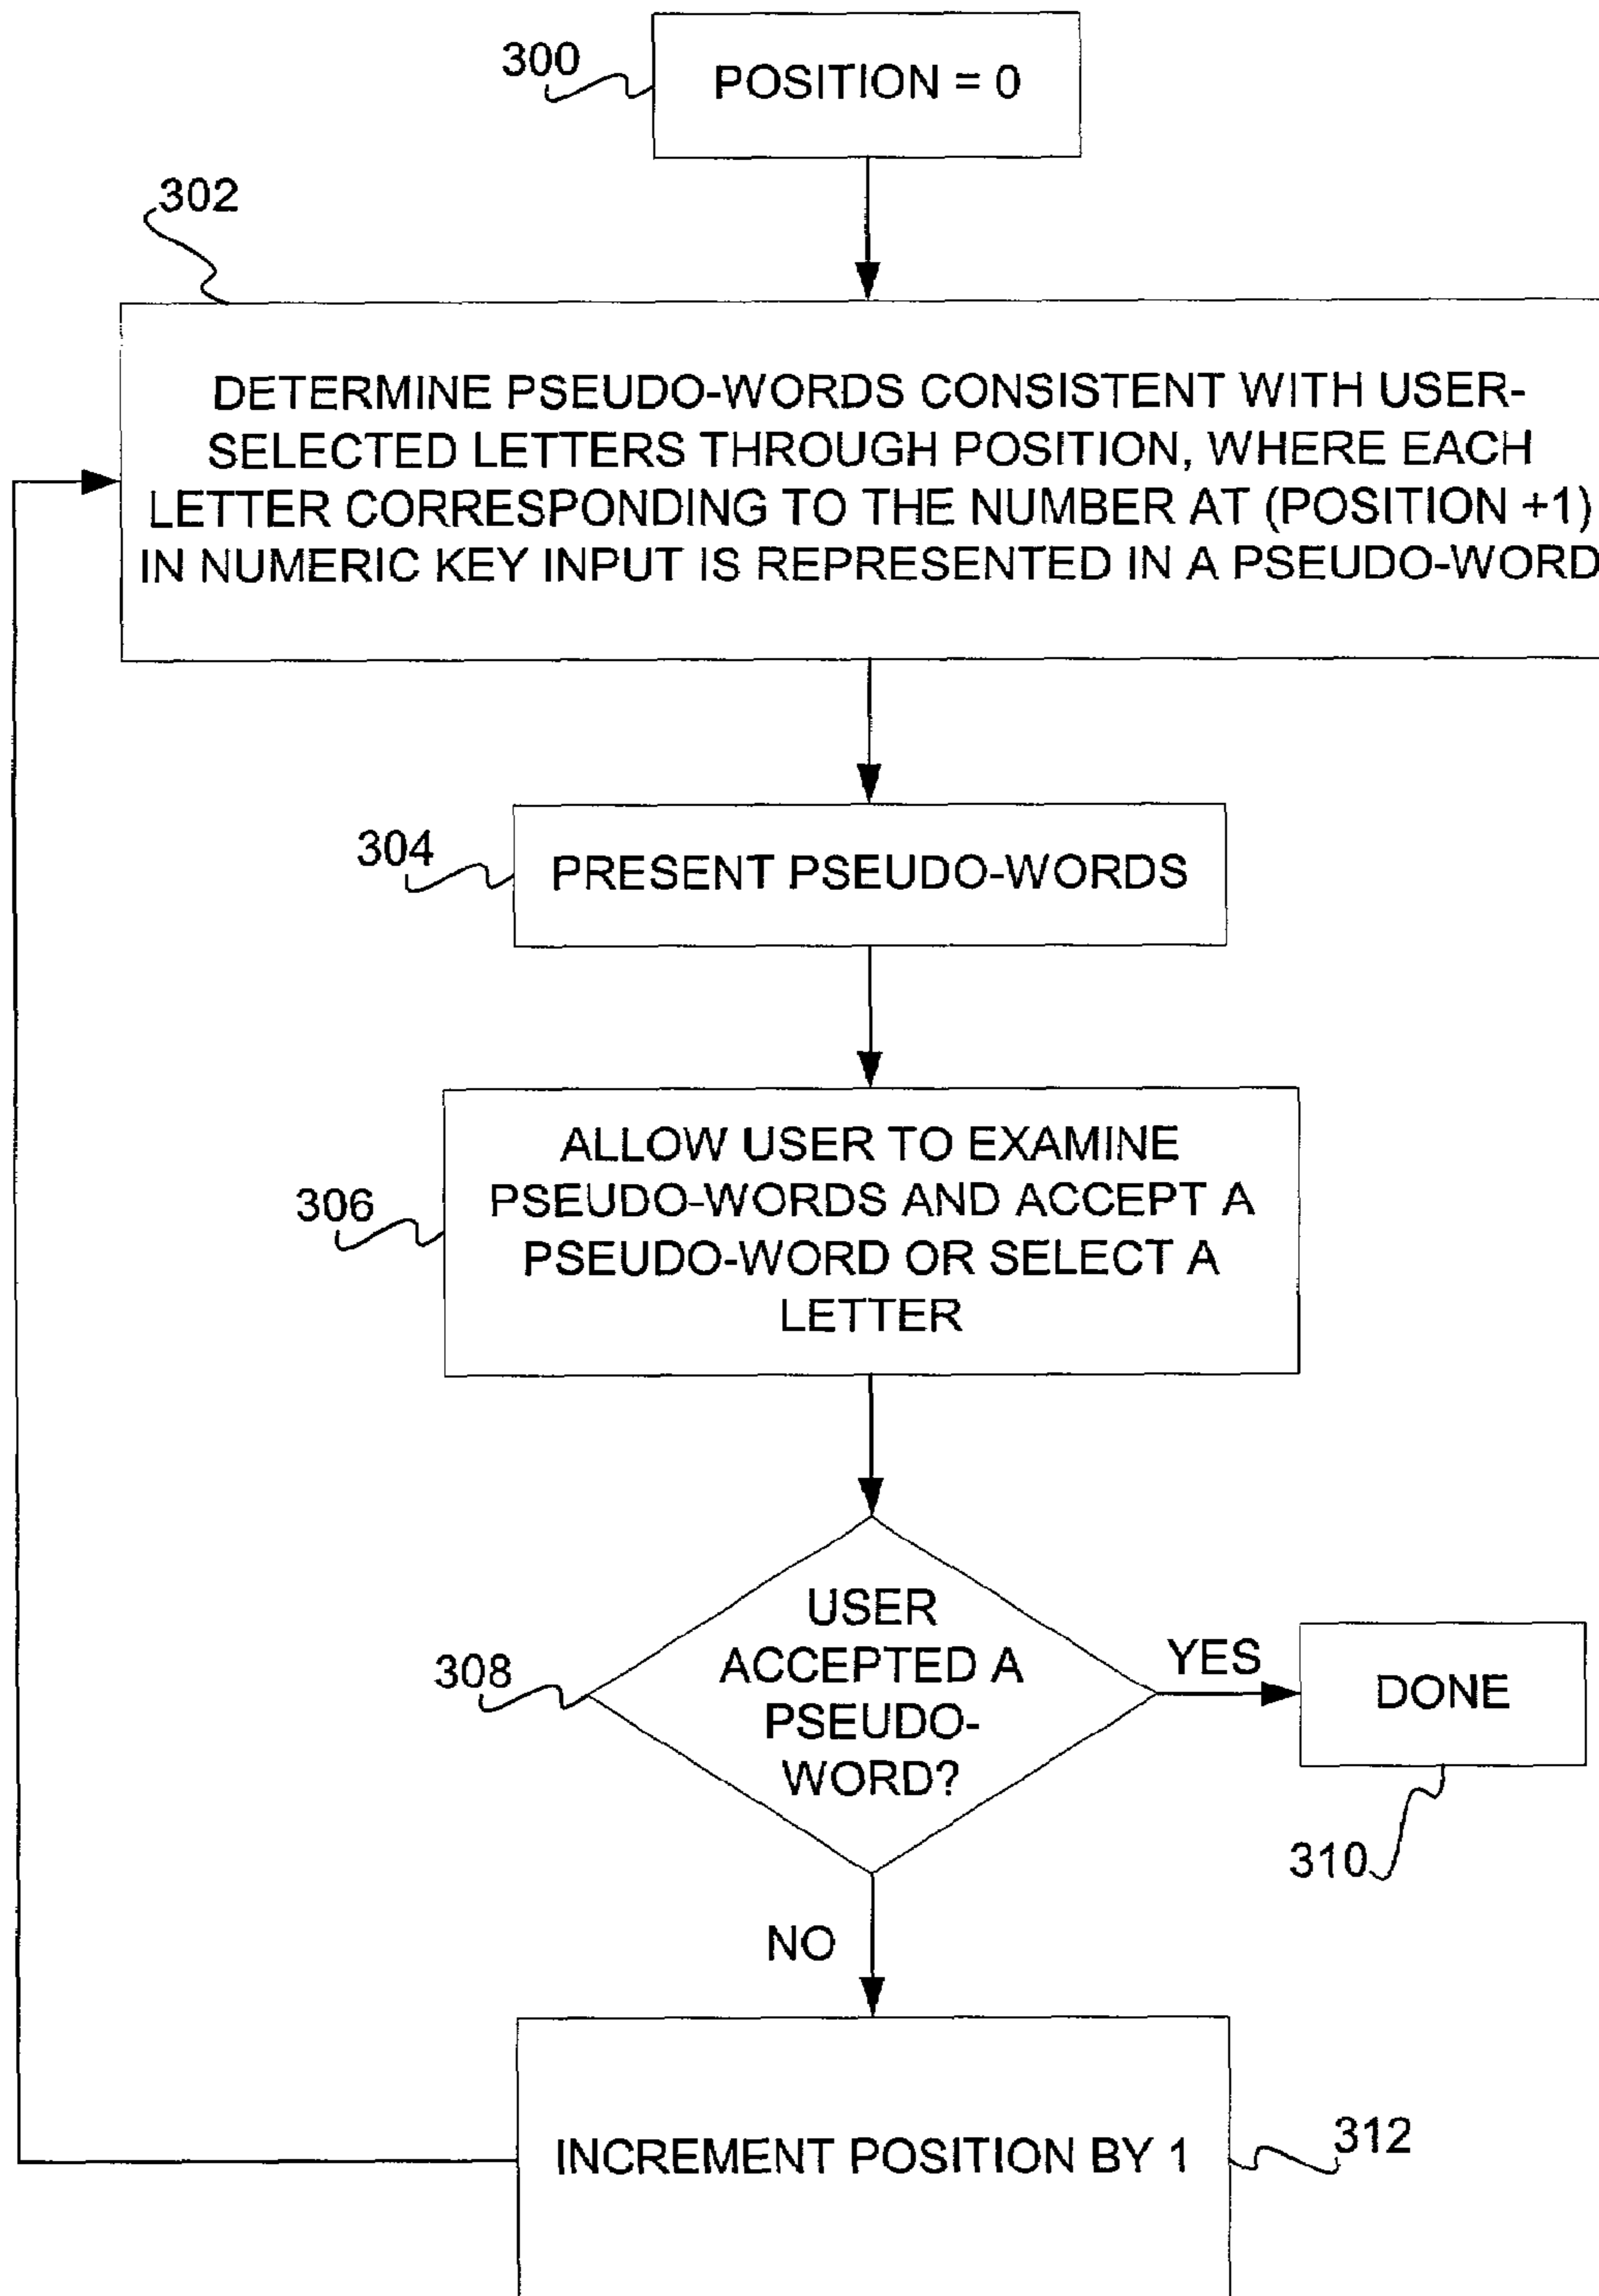 300
POSITION = 0
302
DETERMINE PSEUDO-WORDS CONSISTENT WITH USER-
SELECTED LETTERS THROUGH POSITION, WHERE EACH
LETTER CORRESPONDING TO THE NUMBER AT (POSITION +1)
IN NUMERIC KEY INPUT IS REPRESENTED IN A PSEUDO-WORD
304
PRESENT PSEUDO-WORDS
306
ALLOW USER TO EXAMINE
PSEUDO-WORDS AND ACCEPT A
PSEUDO-WORD OR SELECT A
LETTER
308
USER
ACCEPTED A
PSEUDO-
WORD?
YES
DONE
310
NO
INCREMENT POSITION BY 1
312